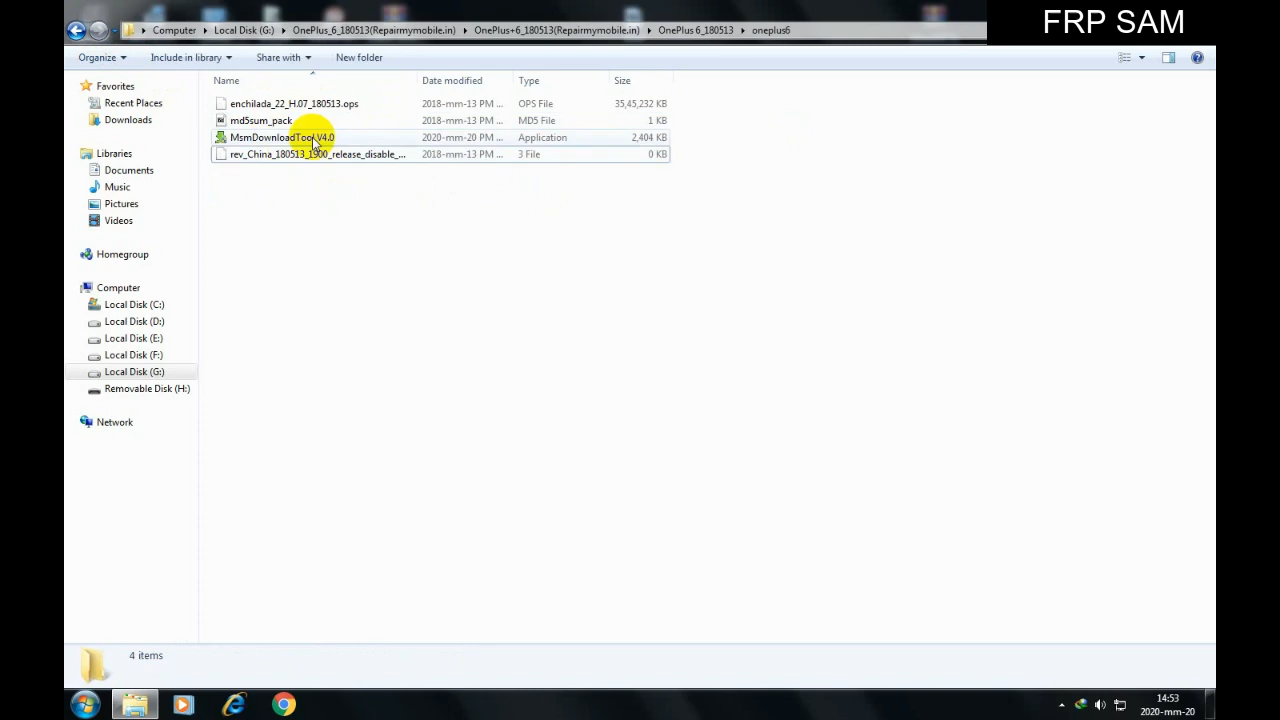 FRP SAM
Computer Local Disk (G:) OnePlus_6_180513(Repairmymobile.in) OnePlus+6_180513(Repairmymobile.in) OnePlus 6_180513 oneplus6
Organize Include in library Share with New folder
Name Date modified Type Size
enchilada_22_H.07_180513.ops 2018-mm-13 PM ... OPS File 35,45,232 KB
md5sum_pack 2018-mm-13 PM ... MD5 File 1 KB
MsmDownloadTool V4.0 2020-mm-20 PM ... Application 2,404 KB
rev_China_180513_1900_release_disable_... 2018-mm-13 PM ... 3 File 0 KB
Favorites
Recent Places
Downloads
Libraries
Documents
Music
Pictures
Videos
Homegroup
Computer
Local Disk (C:)
Local Disk (D:)
Local Disk (E:)
Local Disk (F:)
Local Disk (G:)
Removable Disk (H:)
Network
4 items
14:53
2020-mm-20